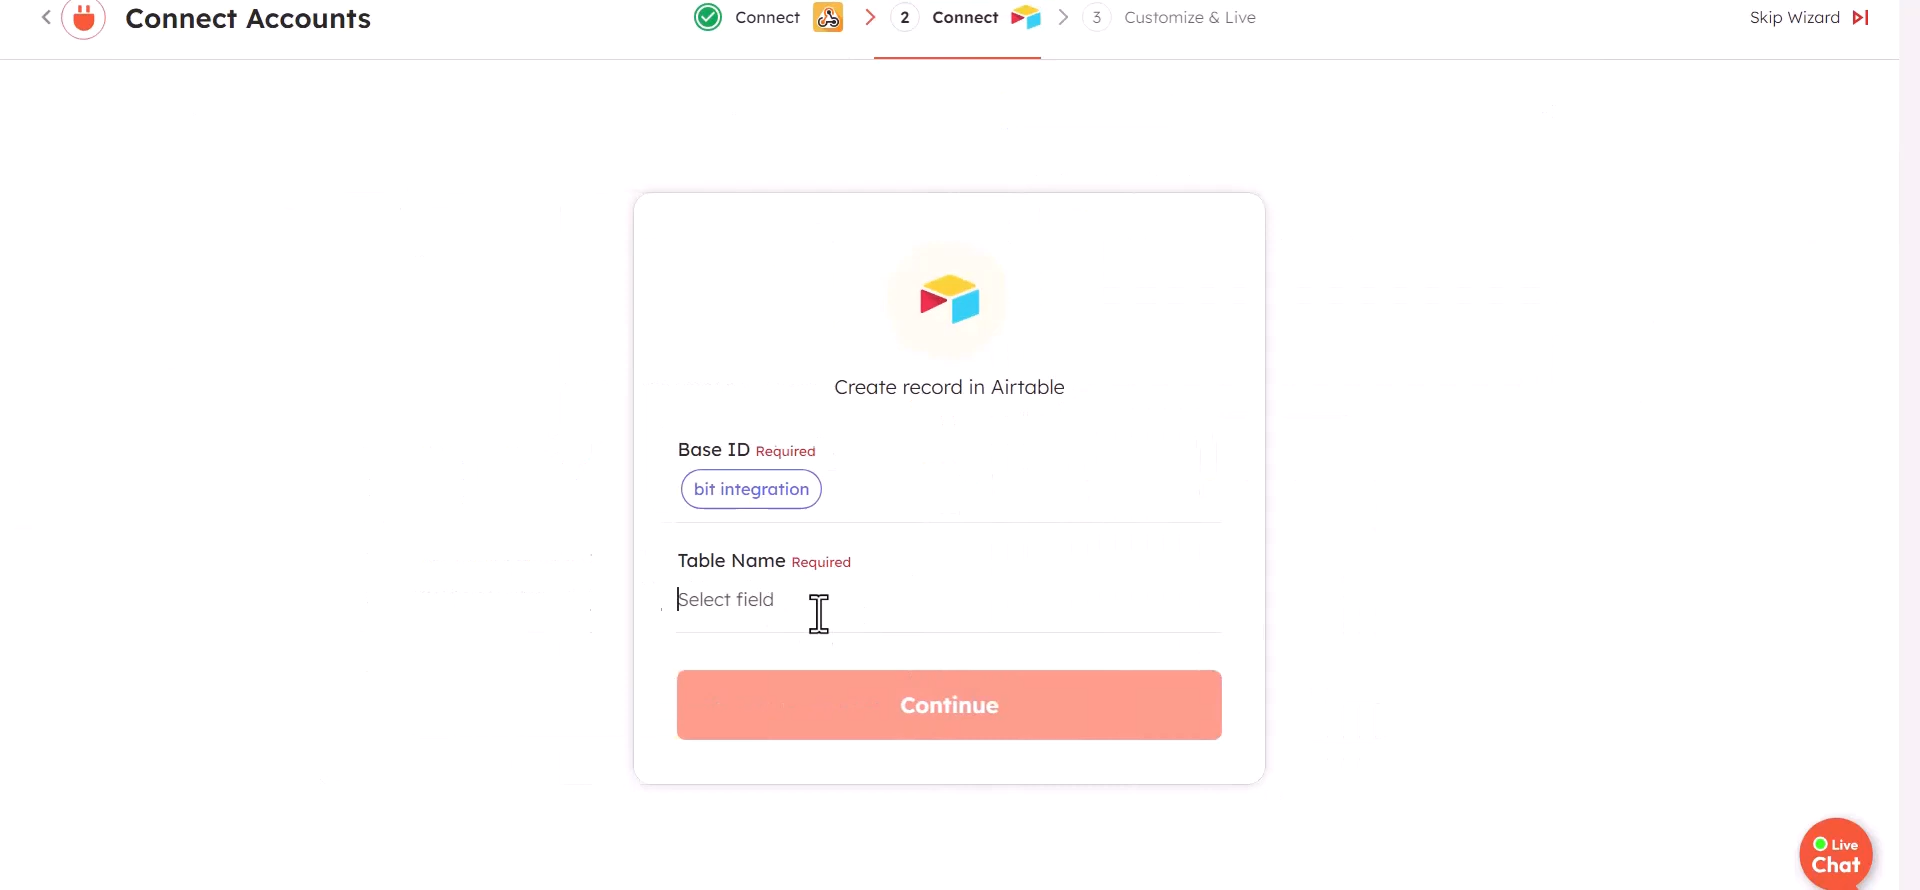 Connect Accounts
Connect
2 Connect
3 Customize & Live
Skip Wizard
Create record in Airtable
Base ID Required
bit integration
Table Name Required
Select field
Continue
Live
Chat